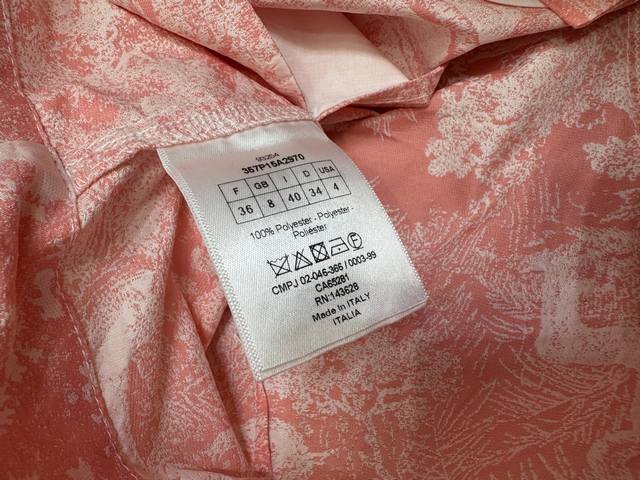 357P15A2970
F GB I D USA
36 8 40 34 4
100% Polyester - Polyester -
Poliéster
CMPJ 02-046-366 / 0003-99
CA65281
RN:143628
Made in ITALY
ITALIA